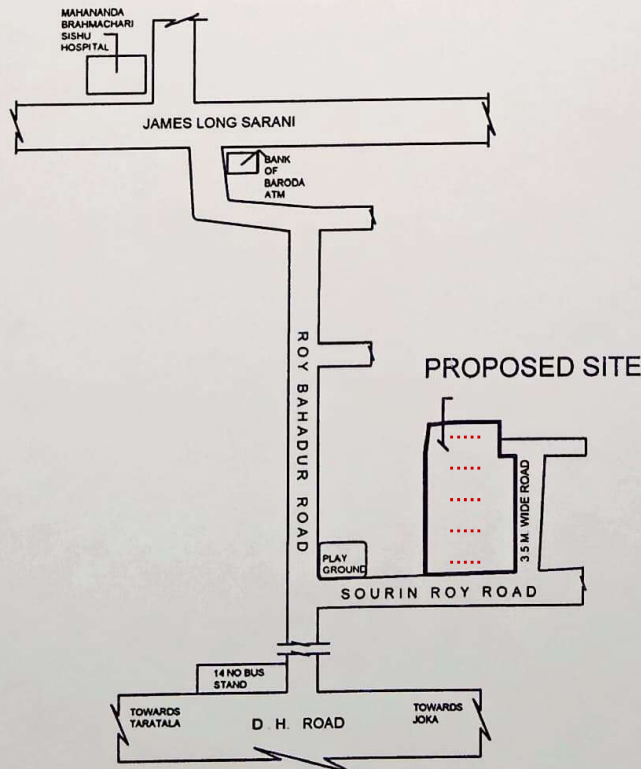 MAHANANDA
BRAHMACHARI
SISHU
HOSPITAL
JAMES LONG SARANI
BANK
OF
BARODA
ATM
ROY BAHADUR ROAD
PROPOSED SITE
3.5 M. WIDE ROAD
PLAY
GROUND
SOURIN ROY ROAD
14 NO BUS
STAND
TOWARDS
TARATALA
D. H. ROAD
TOWARDS
JOKA